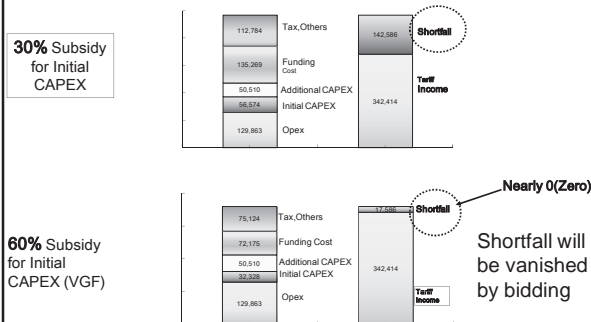 30% Subsidy
for Initial
CAPEX
112,784
Tax,Others
135,269
Funding
Cost
50,510
Additional CAPEX
56,574
Initial CAPEX
129,863
Opex
142,586
Shortfall
342,414
Tariff
Income
60% Subsidy
for Initial
CAPEX (VGF)
75,124
Tax,Others
72,175
Funding Cost
50,510
Additional CAPEX
32,328
Initial CAPEX
129,863
Opex
17,586
Shortfall
342,414
Tariff
Income
Nearly 0(Zero)
Shortfall will
be vanished
by bidding